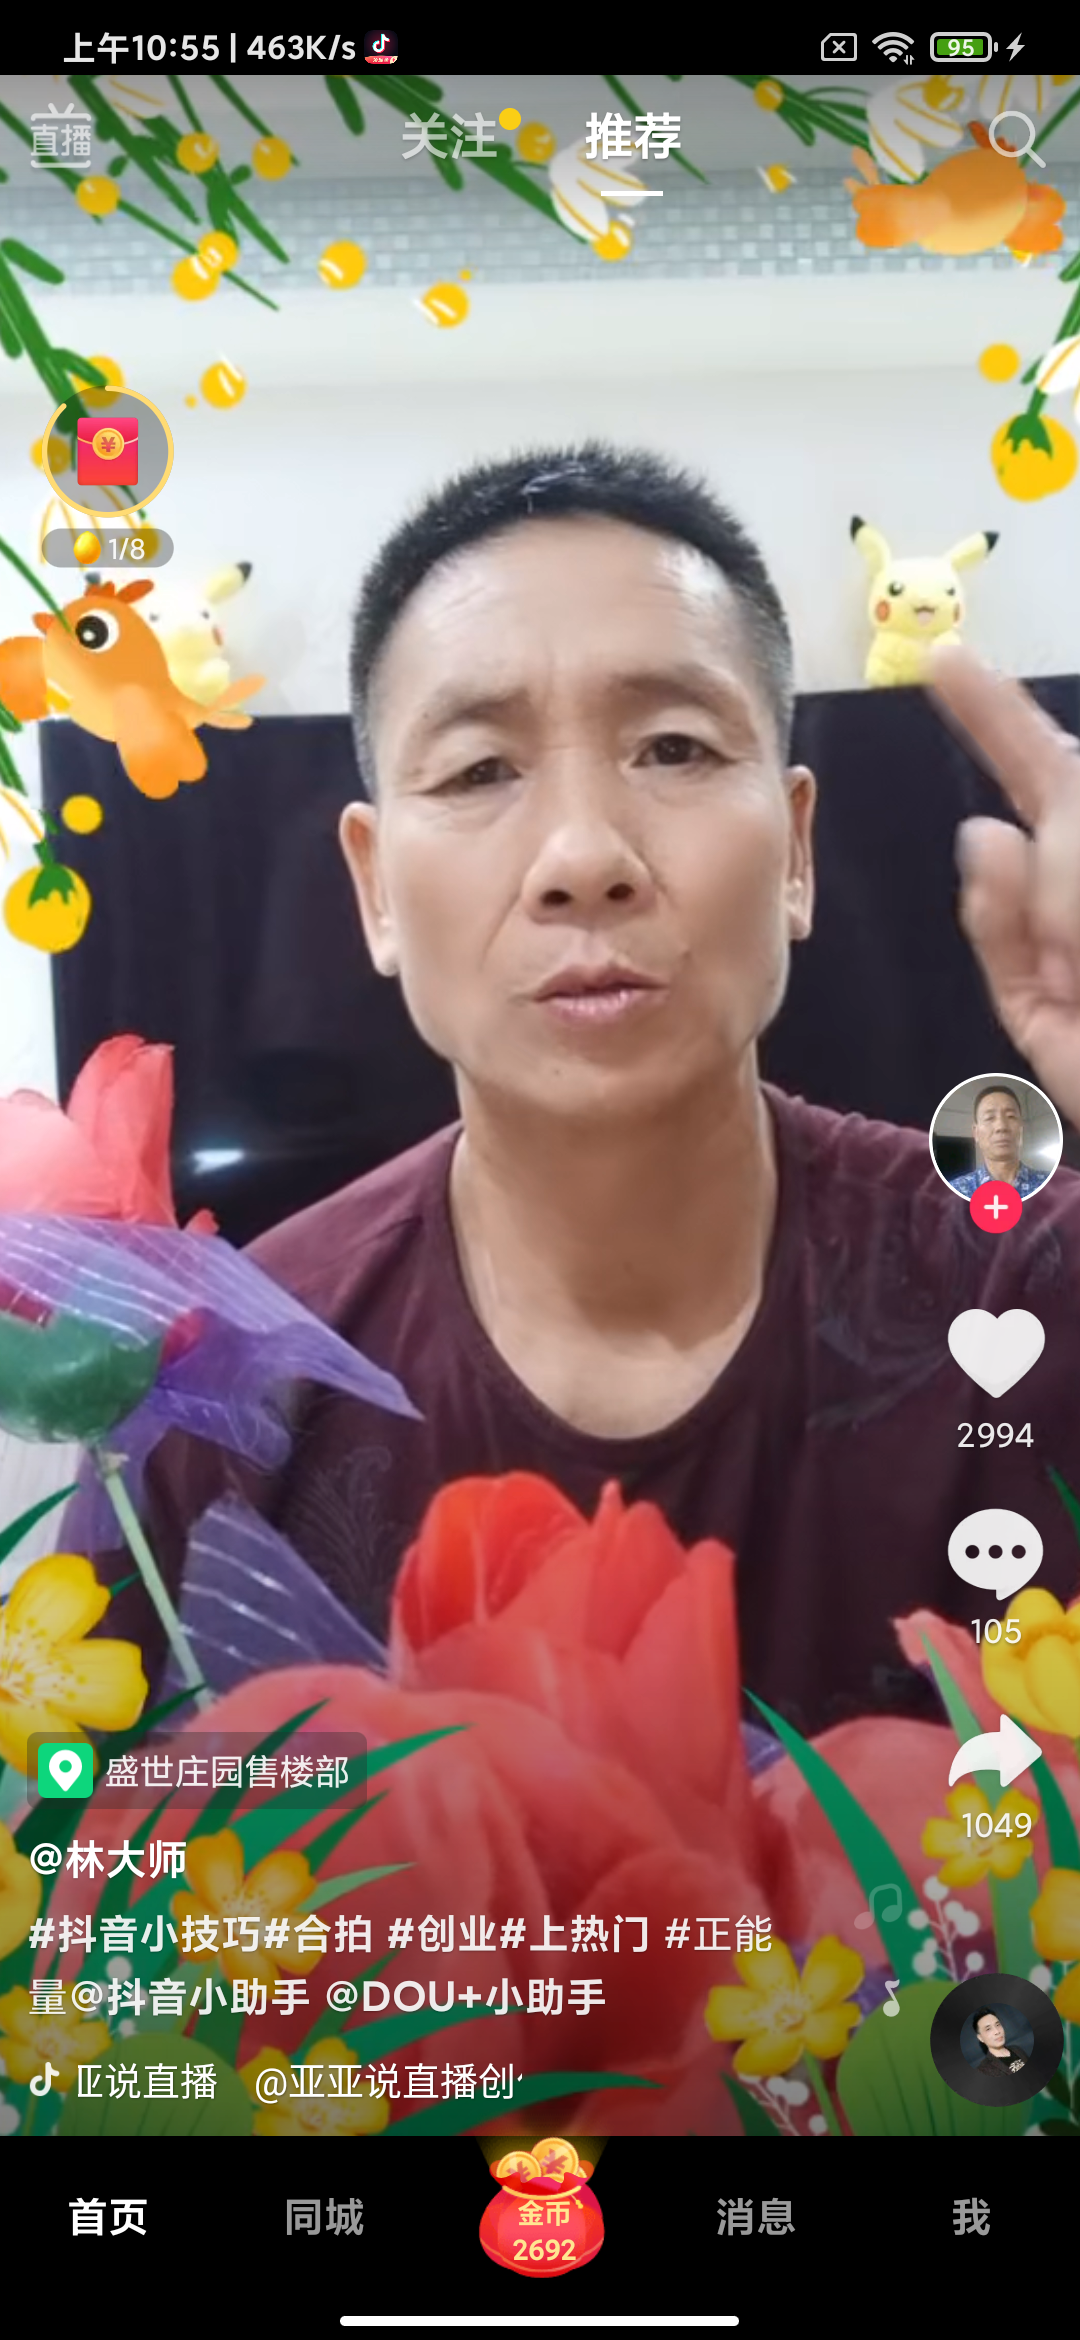 上午10:55 | 463K/s
95
直播
关注
推荐
1/8
2994
105
1049
盛世庄园售楼部
@林大师
#抖音小技巧#合拍 #创业#上热门 #正能
量@抖音小助手 @DOU+小助手
亚说直播 @亚亚说直播创
首页
同城
金币
2692
消息
我